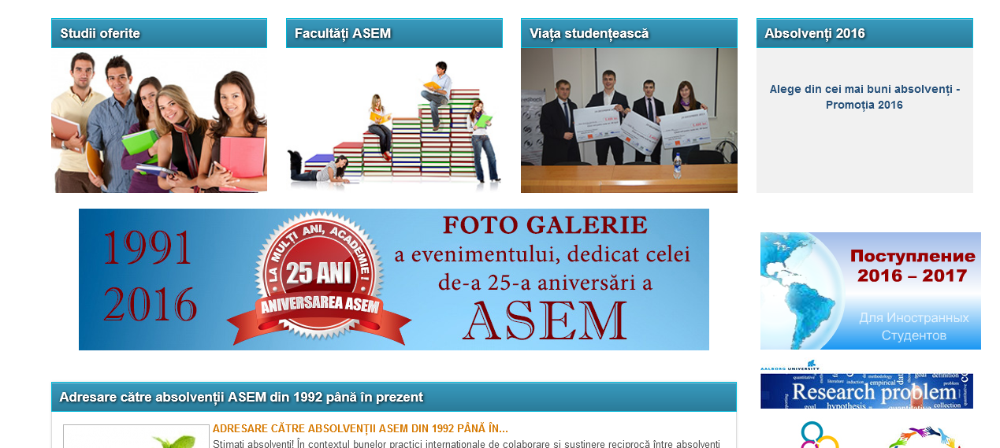 Studii oferite
Facultăți ASEM
Viața studențească
Absolvenți 2016
Alege din cei mai buni absolvenți -
Promoția 2016
1991
2016
LA MULȚI ANI, ACADEMIE !
25 ANI
ANIVERSAREA ASEM
FOTO GALERIE
a evenimentului, dedicat celei
de-a 25-a aniversări a
ASEM
Поступление
2016 – 2017
Для Иностранных
Студентов
AALBORG UNIVERSITY
Research problem
Adresare către absolvenții ASEM din 1992 până în prezent
ADRESARE CĂTRE ABSOLVENȚII ASEM DIN 1992 PÂNĂ ÎN...
Stimați absolvenți! În contextul bunelor practici internaționale de colaborare și susținere reciprocă între absolvenți